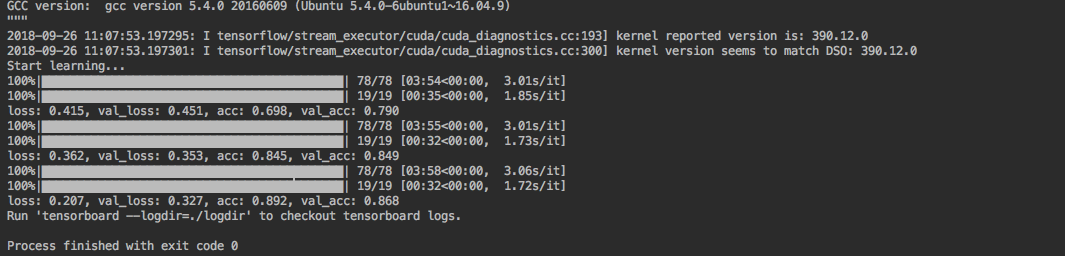 GCC version:  gcc version 5.4.0 20160609 (Ubuntu 5.4.0-6ubuntu1~16.04.9)
"""
2018-09-26 11:07:53.197295: I tensorflow/stream_executor/cuda/cuda_diagnostics.cc:193] kernel reported version is: 390.12.0
2018-09-26 11:07:53.197301: I tensorflow/stream_executor/cuda/cuda_diagnostics.cc:300] kernel version seems to match DSO: 390.12.0
Start learning...
100%|██████████| 78/78 [03:54<00:00,  3.01s/it]
100%|██████████| 19/19 [00:35<00:00,  1.85s/it]
loss: 0.415, val_loss: 0.451, acc: 0.698, val_acc: 0.790
100%|██████████| 78/78 [03:55<00:00,  3.01s/it]
100%|██████████| 19/19 [00:32<00:00,  1.73s/it]
loss: 0.362, val_loss: 0.353, acc: 0.845, val_acc: 0.849
100%|██████████| 78/78 [03:58<00:00,  3.06s/it]
100%|██████████| 19/19 [00:32<00:00,  1.72s/it]
loss: 0.207, val_loss: 0.327, acc: 0.892, val_acc: 0.868
Run 'tensorboard --logdir=./logdir' to checkout tensorboard logs.
Process finished with exit code 0